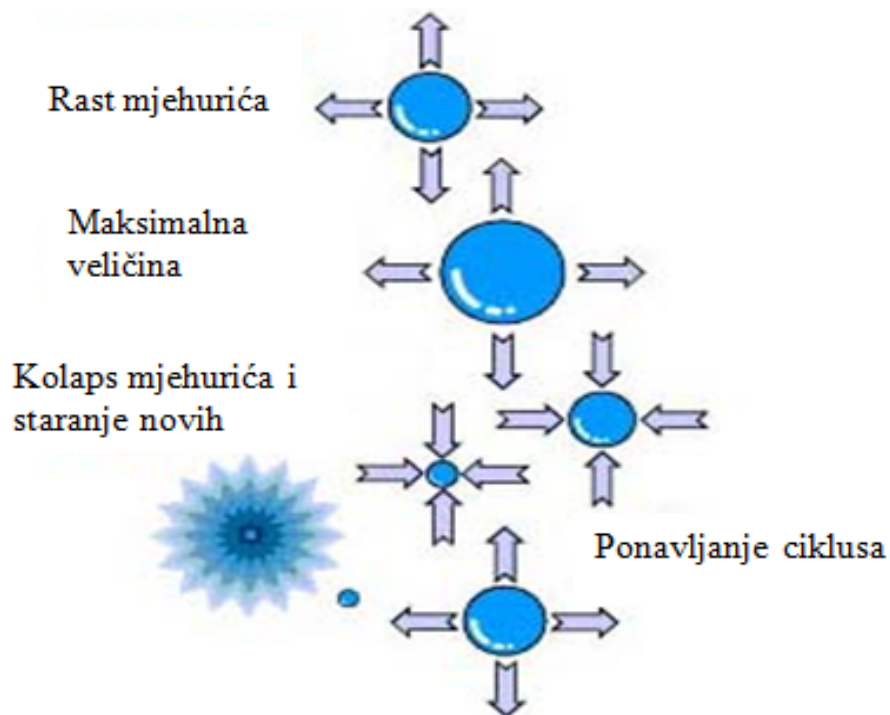 Rast mjehurića
Maksimalna
veličina
Kolaps mjehurića i
staranje novih
Ponavljanje ciklusa